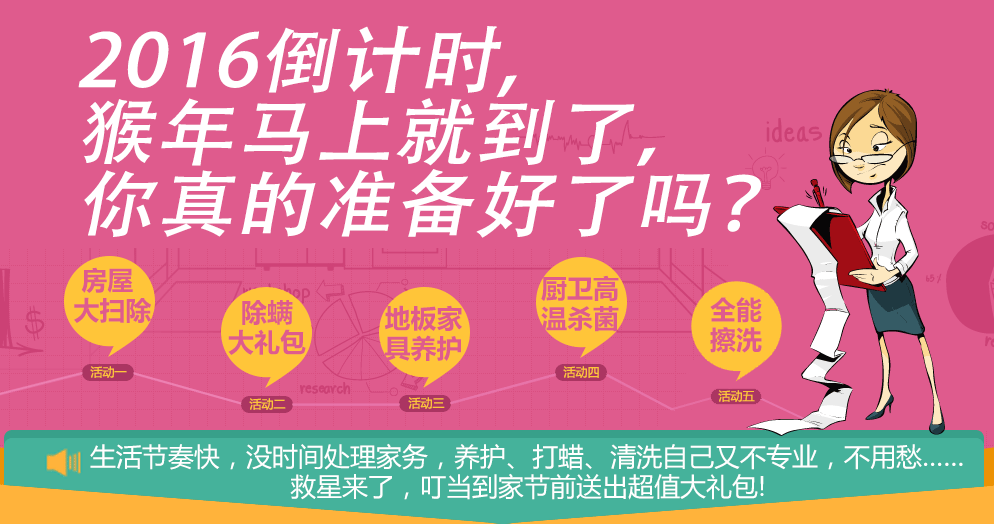 2016倒计时,
猴年马上就到了,
你真的准备好了吗?
ideas
房屋
大扫除
活动一
除螨
大礼包
活动二
地板家
具养护
活动三
厨卫高
温杀菌
活动四
全能
擦洗
活动五
$
research
生活节奏快，没时间处理家务，养护、打蜡、清洗自己又不专业，不用愁......
救星来了，叮当到家节前送出超值大礼包!